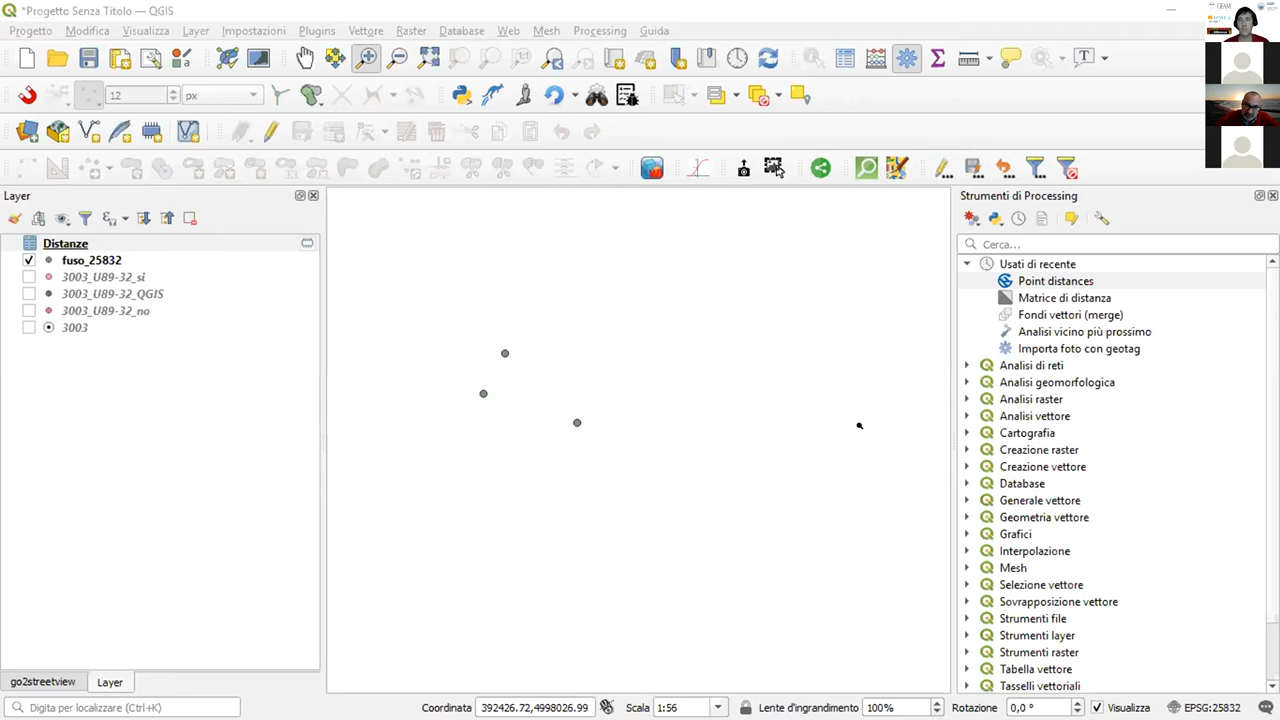 *Progetto Senza Titolo — QGIS
Progetto Modifica Visualizza Layer Impostazioni Plugins Vettore Raster Database Web Mesh Processing Guida
12 px
Layer
Distanze
fuso_25832
3003_U89-32_si
3003_U89-32_QGIS
3003_U89-32_no
3003
go2streetview Layer
Strumenti di Processing
Cerca...
Usati di recente
Point distances
Matrice di distanza
Fondi vettori (merge)
Analisi vicino più prossimo
Importa foto con geotag
Analisi di reti
Analisi geomorfologica
Analisi raster
Analisi vettore
Cartografia
Creazione raster
Creazione vettore
Database
Generale vettore
Geometria vettore
Grafici
Interpolazione
Mesh
Selezione vettore
Sovrapposizione vettore
Strumenti file
Strumenti layer
Strumenti raster
Tabella vettore
Tasselli vettoriali
Digita per localizzare (Ctrl+K) Coordinata 392426.72,4998026.99 Scala 1:56 Lente d'ingrandimento 100% Rotazione 0,0 ° Visualizza EPSG:25832